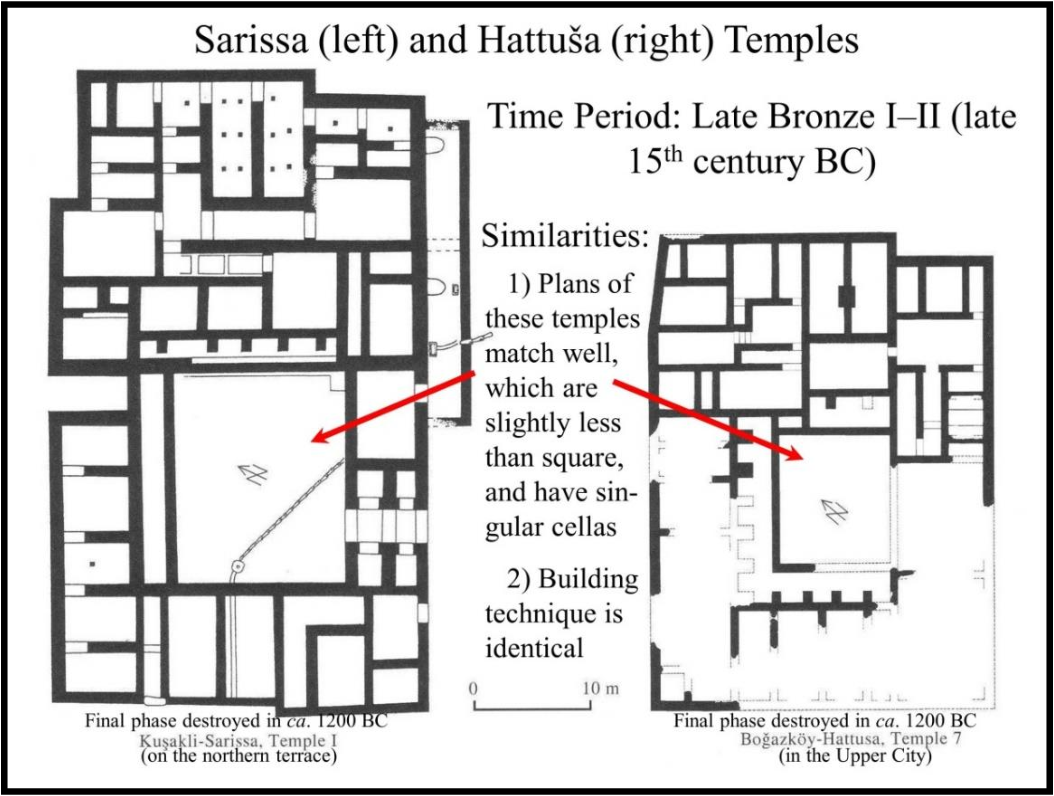 Sarissa (left) and Hattuša (right) Temples
Time Period: Late Bronze I–II (late
15th century BC)
Similarities:
1) Plans of
these temples
match well,
which are
slightly less
than square,
and have sin-
gular cellas
2) Building
technique is
identical
0 10 m
Final phase destroyed in ca. 1200 BC
Kuşakli-Sarissa, Temple I
(on the northern terrace)
Final phase destroyed in ca. 1200 BC
Boğazköy-Hattusa, Temple 7
(in the Upper City)